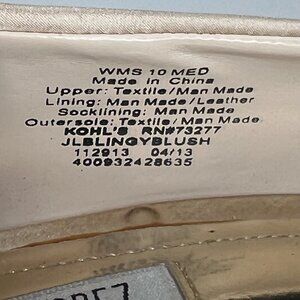 WMS 10 MED
Made in China
Upper: Textile/Man Made
Lining: Man Made/Leather
Socklining: Man Made
Outersole: Textile/Man Made
KOHL'S RN#73277
JLBLINGYBLUSH
112913 04/13
400932428635